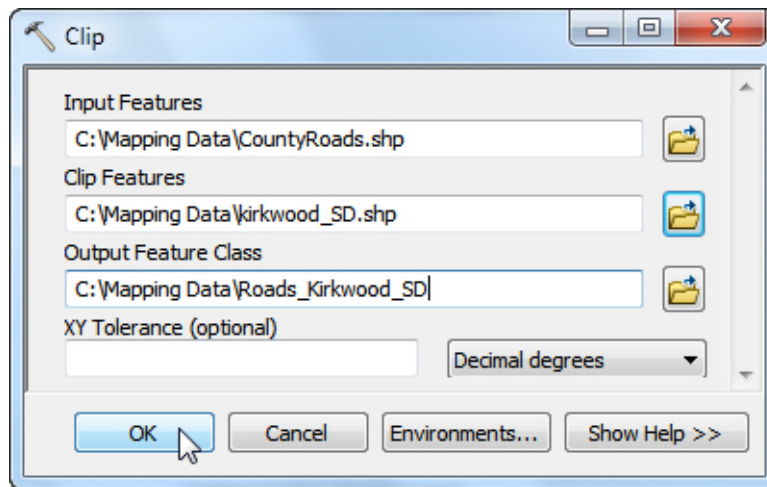 Clip
Input Features
C:\Mapping Data\CountyRoads.shp
Clip Features
C:\Mapping Data\kirkwood_SD.shp
Output Feature Class
C:\Mapping Data\Roads_Kirkwood_SD
XY Tolerance (optional)
Decimal degrees
OK Cancel Environments... Show Help >>